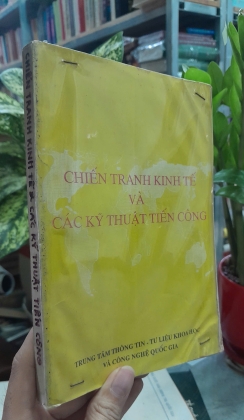 CHIẾN TRANH KINH TẾ
VÀ
CÁC KỸ THUẬT TIẾN CÔNG
TRUNG TÂM THÔNG TIN - TƯ LIỆU KHOA HỌC
VÀ CÔNG NGHỆ QUỐC GIA
CHIẾN TRANH KINH TẾ & CÁC KỸ THUẬT TIẾN CÔNG